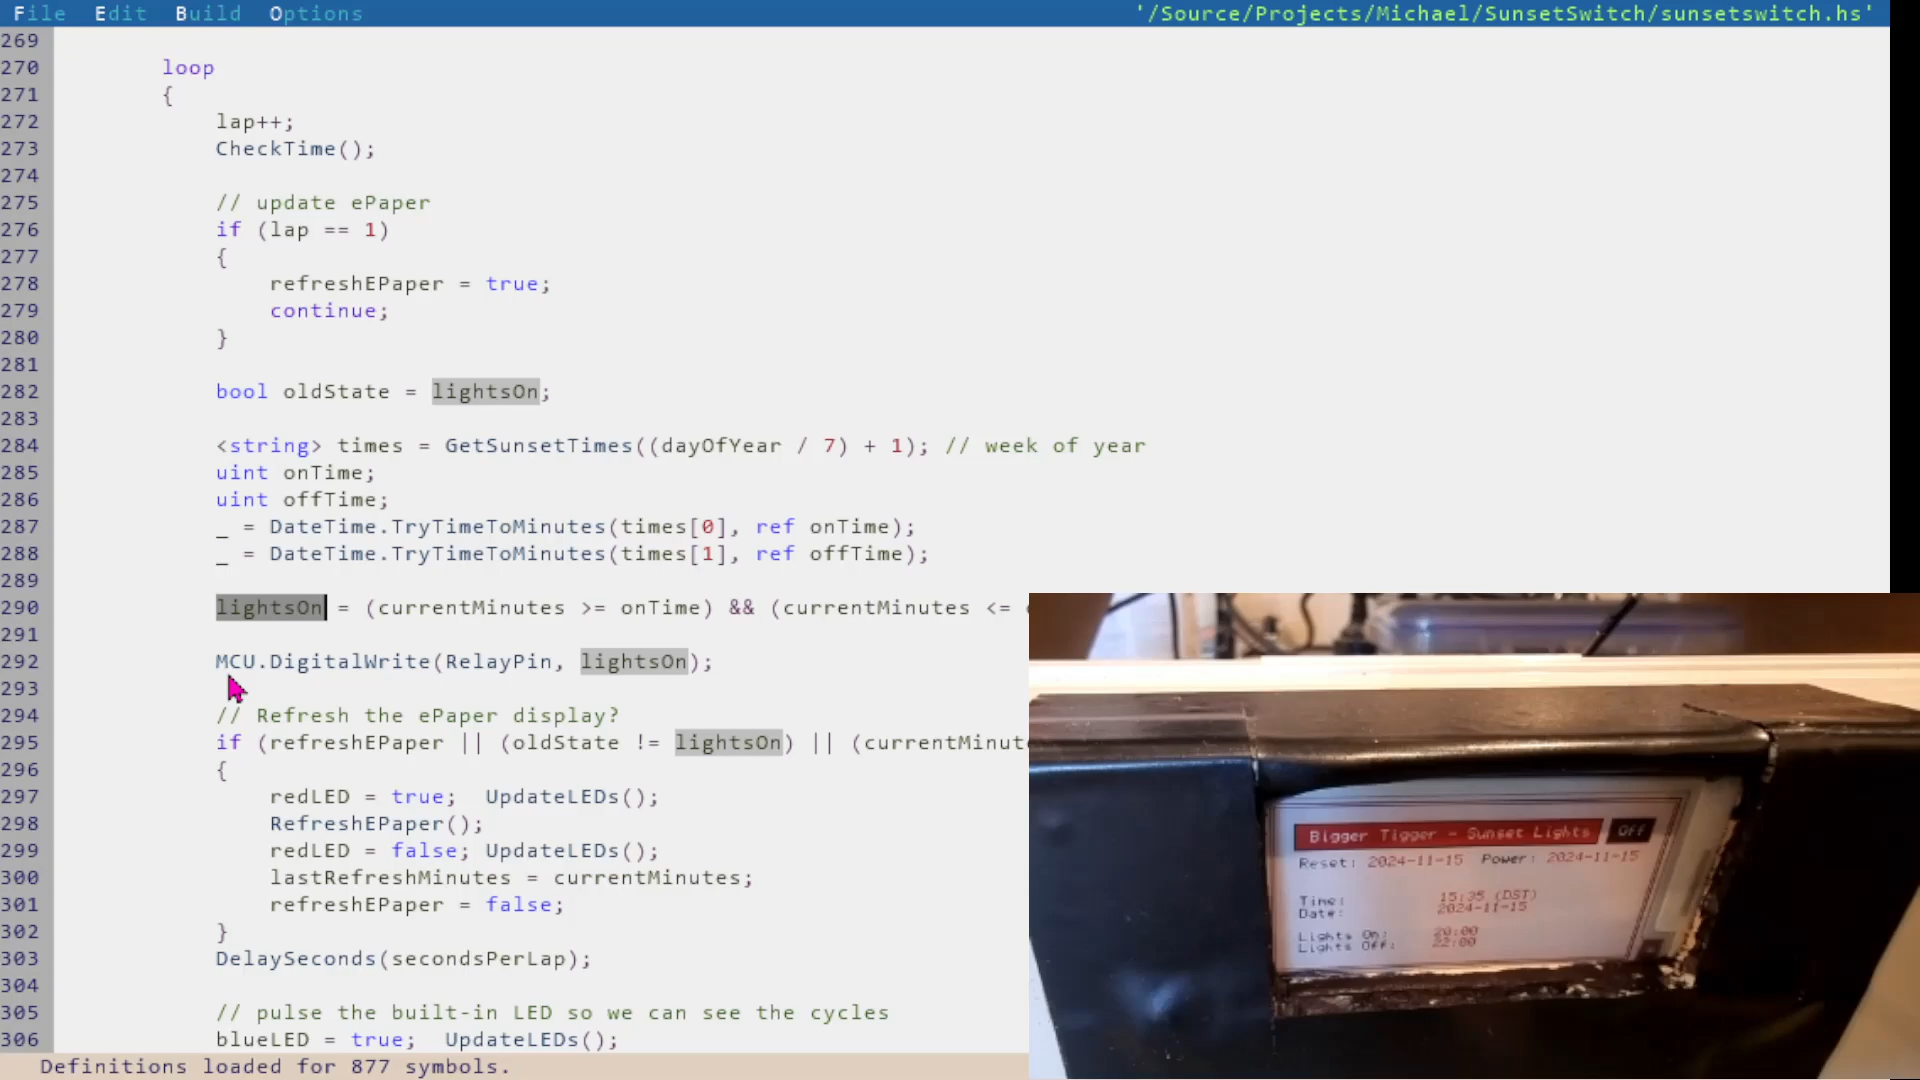 File Edit Build Options '/Source/Projects/Michael/SunsetSwitch/sunsetswitch.hs'
269
270 loop
271 {
272 lap++;
273 CheckTime();
274
275 // update ePaper
276 if (lap == 1)
277 {
278 refreshEPaper = true;
279 continue;
280 }
281
282 bool oldState = lightsOn;
283
284 <string> times = GetSunsetTimes((dayOfYear / 7) + 1); // week of year
285 uint onTime;
286 uint offTime;
287 _ = DateTime.TryTimeToMinutes(times[0], ref onTime);
288 _ = DateTime.TryTimeToMinutes(times[1], ref offTime);
289
290 lightsOn = (currentMinutes >= onTime) && (currentMinutes <=
291
292 MCU.DigitalWrite(RelayPin, lightsOn);
293
294 // Refresh the ePaper display?
295 if (refreshEPaper || (oldState != lightsOn) || (currentMinut
296 {
297 redLED = true; UpdateLEDs();
298 RefreshEPaper();
299 redLED = false; UpdateLEDs();
300 lastRefreshMinutes = currentMinutes;
301 refreshEPaper = false;
302 }
303 DelaySeconds(secondsPerLap);
304
305 // pulse the built-in LED so we can see the cycles
306 blueLED = true; UpdateLEDs();
Definitions loaded for 877 symbols.
Bigger Tigger - Sunset Lights Off
Reset: 2024-11-15 Power: 2024-11-15
Time: 15:35 (DST)
Date: 2024-11-15
Lights On: 20:00
Lights Off: 22:00